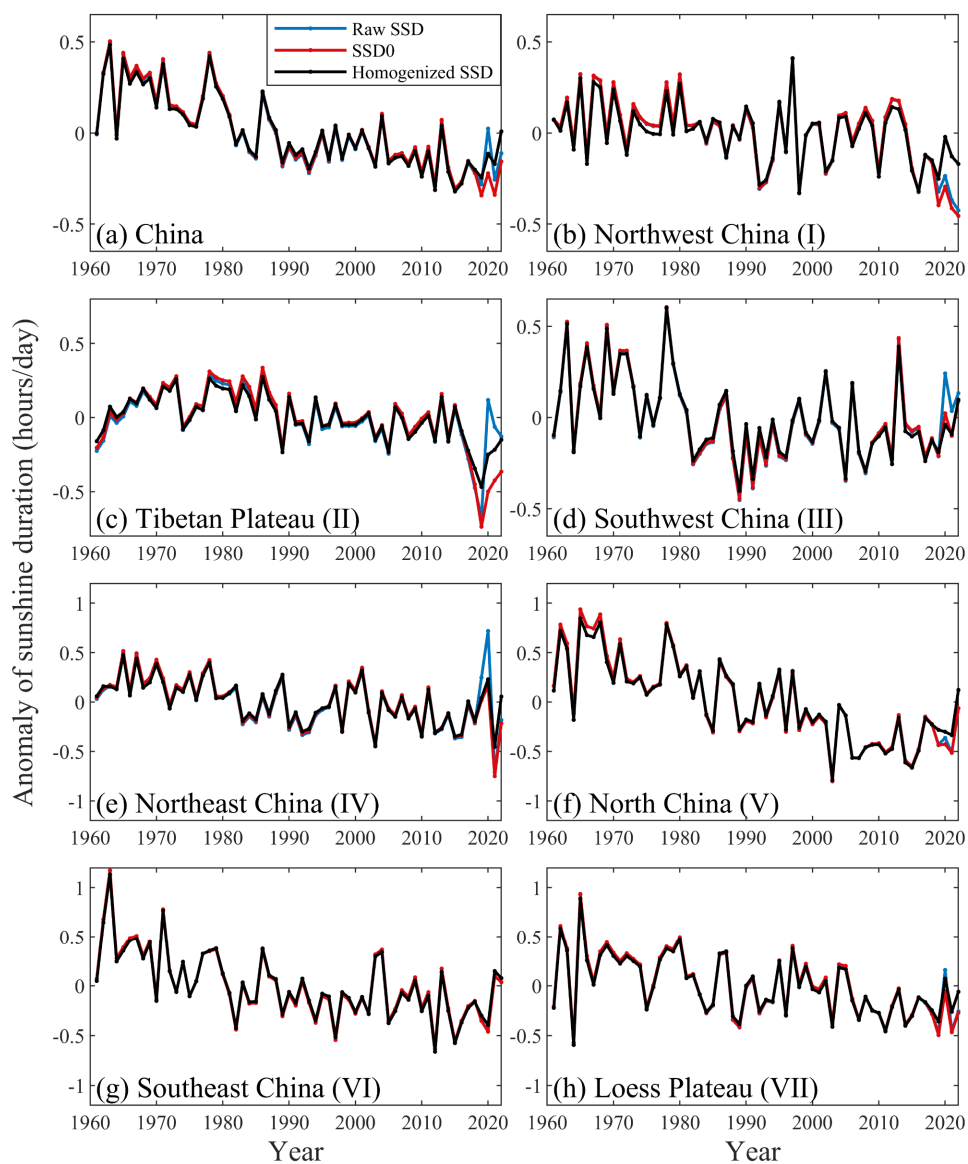 Raw SSD
SSD0
Homogenized SSD
0.5
0
-0.5
(a) China
1960 1970 1980 1990 2000 2010 2020
0.5
0
-0.5
(b) Northwest China (I)
1960 1970 1980 1990 2000 2010 2020
0.5
0
-0.5
(c) Tibetan Plateau (II)
1960 1970 1980 1990 2000 2010 2020
0.5
0
-0.5
(d) Southwest China (III)
1960 1970 1980 1990 2000 2010 2020
Anomaly of sunshine duration (hours/day)
1
0.5
0
-0.5
-1
(e) Northeast China (IV)
1960 1970 1980 1990 2000 2010 2020
1
0.5
0
-0.5
-1
(f) North China (V)
1960 1970 1980 1990 2000 2010 2020
1
0.5
0
-0.5
-1
(g) Southeast China (VI)
1960 1970 1980 1990 2000 2010 2020
Year
1
0.5
0
-0.5
-1
(h) Loess Plateau (VII)
1960 1970 1980 1990 2000 2010 2020
Year